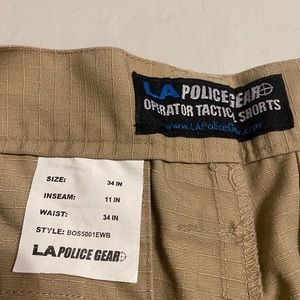 LA POLICE GEAR
OPERATOR TACTICAL SHORTS
www.LAPoliceGear.com
SIZE: 34 IN
INSEAM: 11 IN
WAIST: 34 IN
STYLE: BOS5001EWB
LA POLICE GEAR